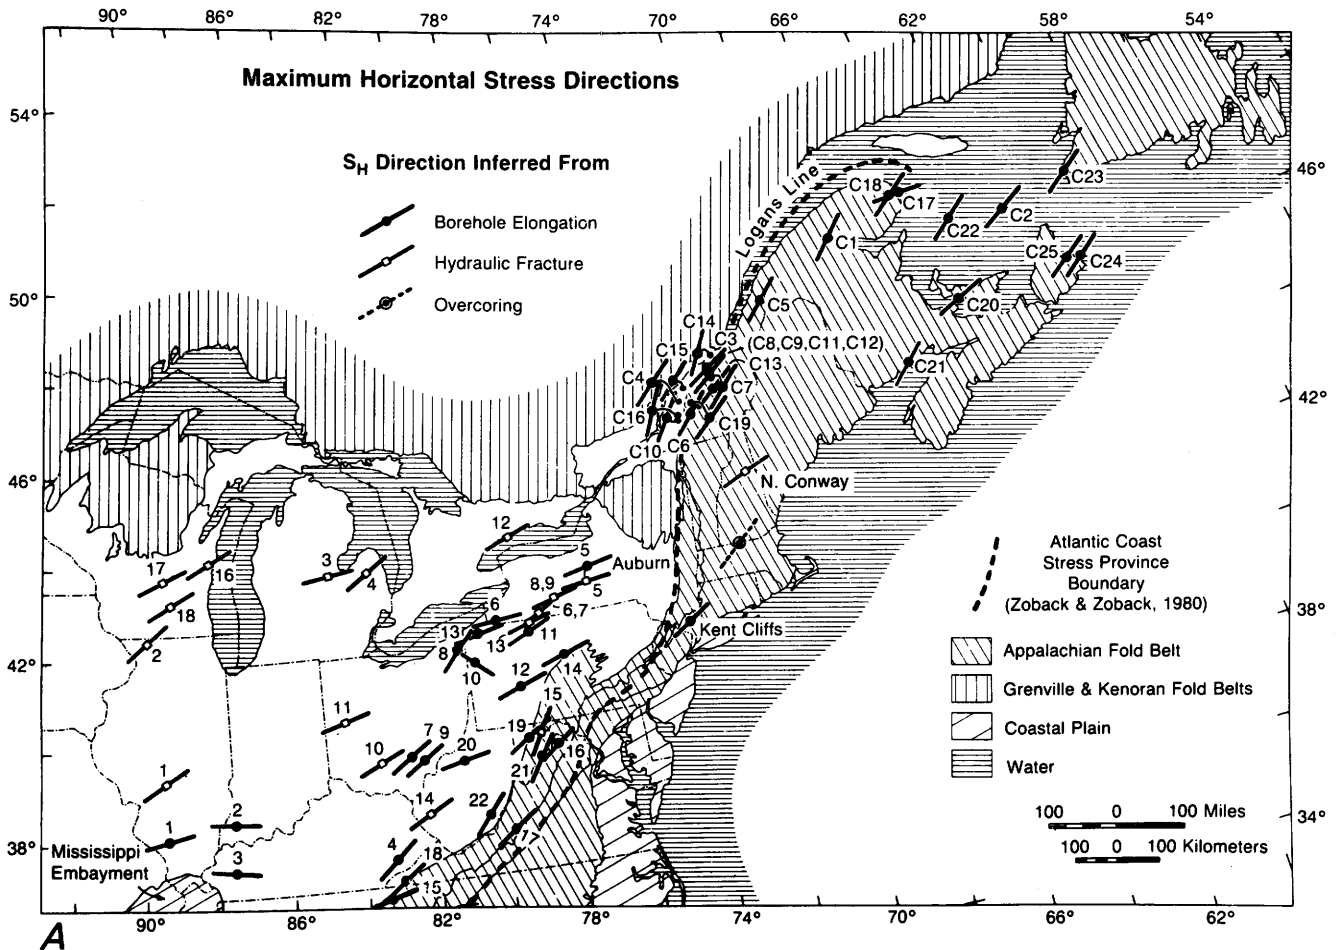 90° 86° 82° 78° 74° 70° 66° 62° 58° 54°
Maximum Horizontal Stress Directions
54°
S_H Direction Inferred From
Borehole Elongation
Hydraulic Fracture
Overcoring
Logans Line
46°
C23
C18
C17
C2
C22
C1
C25
C24
50°
C5
C20
C14
C3
(C8,C9,C11,C12)
C15
C13
C21
C4
C7
42°
C16
C19
C10
C6
46°
N. Conway
12
3
5
Auburn
17
16
4
8,9
5
18
6
6,7
Kent Cliffs
38°
2
13
13
11
8
10
42°
12
14
15
11
19
7
9
10
20
16
21
1
2
14
22
34°
1
17
4
18
38°
3
15
Mississippi
Embayment
Atlantic Coast
Stress Province
Boundary
(Zoback & Zoback, 1980)
Appalachian Fold Belt
Grenville & Kenoran Fold Belts
Coastal Plain
Water
100 0 100 Miles
100 0 100 Kilometers
90° 86° 82° 78° 74° 70° 66° 62°
A